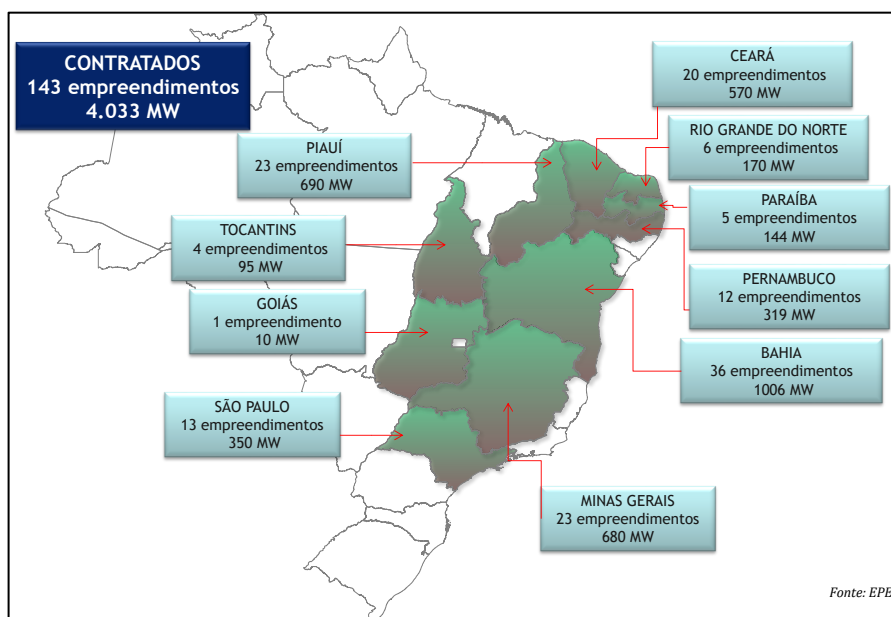 CONTRATADOS
143 empreendimentos
4.033 MW
CEARÁ
20 empreendimentos
570 MW
RIO GRANDE DO NORTE
6 empreendimentos
170 MW
PIAUÍ
23 empreendimentos
690 MW
PARAÍBA
5 empreendimentos
144 MW
TOCANTINS
4 empreendimentos
95 MW
PERNAMBUCO
12 empreendimentos
319 MW
GOIÁS
1 empreendimento
10 MW
BAHIA
36 empreendimentos
1006 MW
SÃO PAULO
13 empreendimentos
350 MW
MINAS GERAIS
23 empreendimentos
680 MW
Fonte: EPE